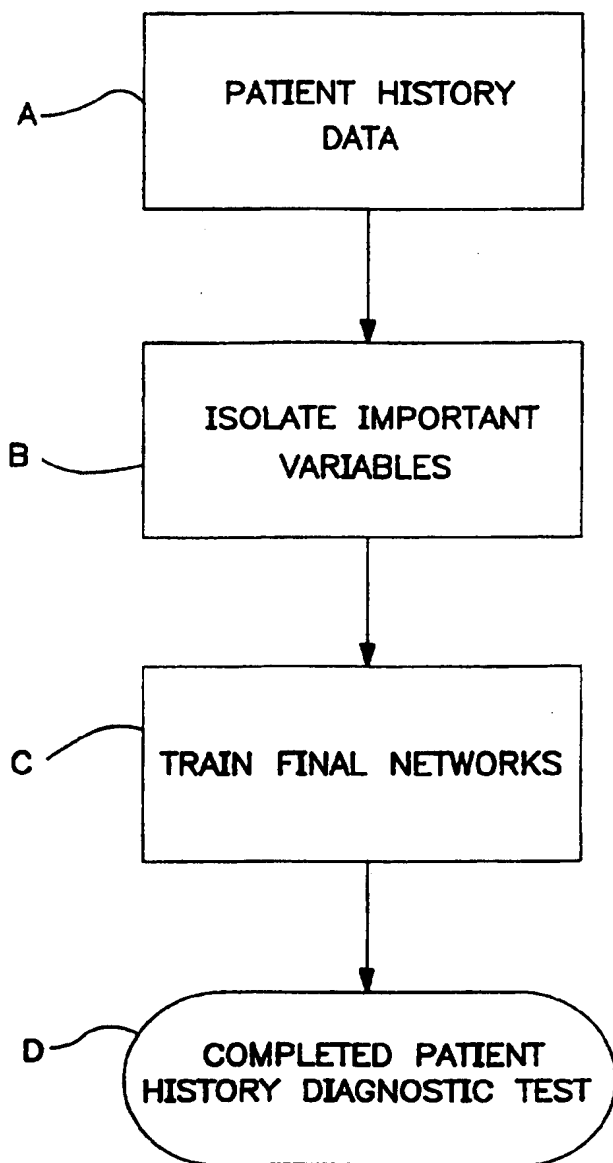 A
PATIENT HISTORY
DATA
B
ISOLATE IMPORTANT
VARIABLES
C
TRAIN FINAL NETWORKS
D
COMPLETED PATIENT
HISTORY DIAGNOSTIC TEST